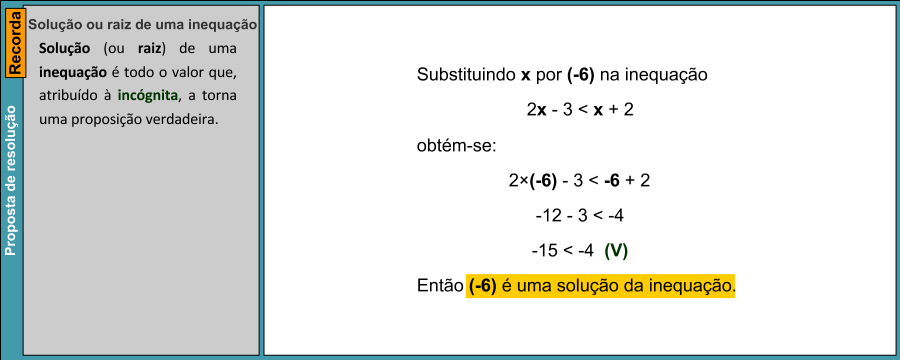 Recorda
Proposta de resolução
Solução ou raiz de uma inequação
Solução (ou raiz) de uma
inequação é todo o valor que,
atribuído à incógnita, a torna
uma proposição verdadeira.
Substituindo x por (-6) na inequação
2x - 3 < x + 2
obtém-se:
2×(-6) - 3 < -6 + 2
-12 - 3 < -4
-15 < -4 (V)
Então (-6) é uma solução da inequação.